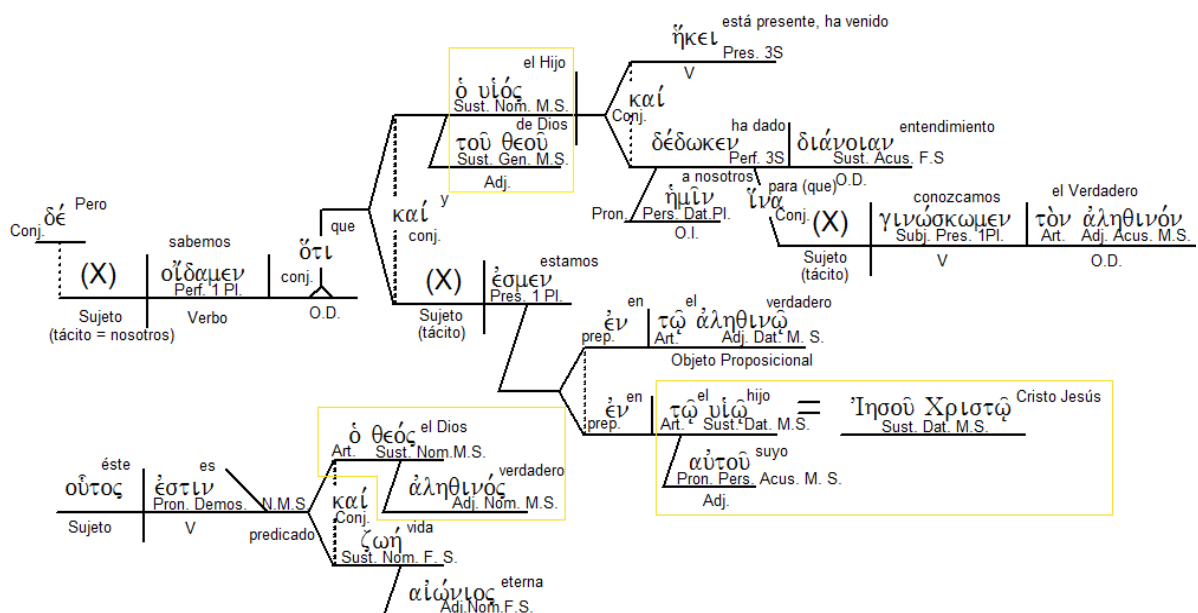 está presente, ha venido
ἥκει
Pres. 3S
V
el Hijo
ὁ υἱός
Sust. Nom. M.S.
de Dios
τοῦ θεοῦ
Sust. Gen. M.S.
Adj.
καί
Conj.
ha dado
δέδωκεν
Perf. 3S
entendimiento
διάνοιαν
Sust. Acus. F.S
O.D.
a nosotros
ἡμῖν
Pron. Pers. Dat.Pl.
O.I.
para (que)
ἵνα
Conj.
(X)
Sujeto
(tácito)
conozcamos
γινώσκωμεν
Subj. Pres. 1Pl.
V
el Verdadero
τὸν ἀληθινόν
Art. Adj. Acus. M.S.
O.D.
Pero
δέ
Conj.
(X)
Sujeto
(tácito = nosotros)
sabemos
οἴδαμεν
Perf. 1 Pl.
Verbo
que
ὅτι
conj.
O.D.
y
καί
conj.
(X)
Sujeto
(tácito)
estamos
ἐσμεν
Pres. 1 Pl.
en
ἐν
prep.
el verdadero
τῷ ἀληθινῷ
Art. Adj. Dat. M. S.
Objeto Proposicional
en
ἐν
prep.
el hijo
τῷ υἱῷ
Art. Sust. Dat. M.S.
=
Cristo Jesús
Ἰησοῦ Χριστῷ
Sust. Dat. M.S.
suyo
αὐτοῦ
Pron. Pers. Acus. M. S.
Adj.
éste
οὗτος
Sujeto
es
ἐστιν
Pron. Demos. N.M.S.
V
predicado
el Dios
ὁ θεός
Art. Sust. Nom.M.S.
verdadero
ἀληθινός
Adj. Nom. M.S.
καί
Conj.
vida
ζωή
Sust. Nom. F. S.
eterna
αἰώνιος
Adj.Nom.F.S.